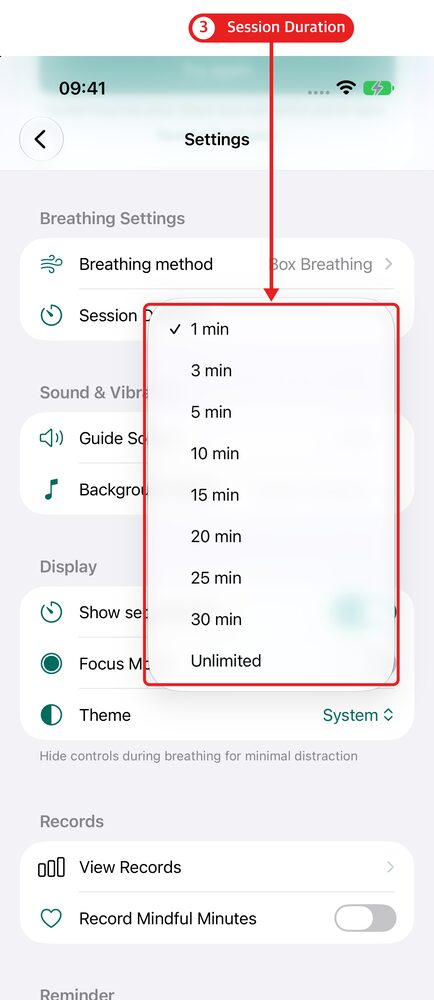 3 Session Duration
09:41
Settings
Breathing Settings
Breathing method Box Breathing
Session D
✓ 1 min
3 min
Sound & Vibra
5 min
Guide So
10 min
Backgrou
15 min
20 min
Display
25 min
Show se
30 min
Focus Mo
Unlimited
Theme System
Hide controls during breathing for minimal distraction
Records
View Records
Record Mindful Minutes
Reminder